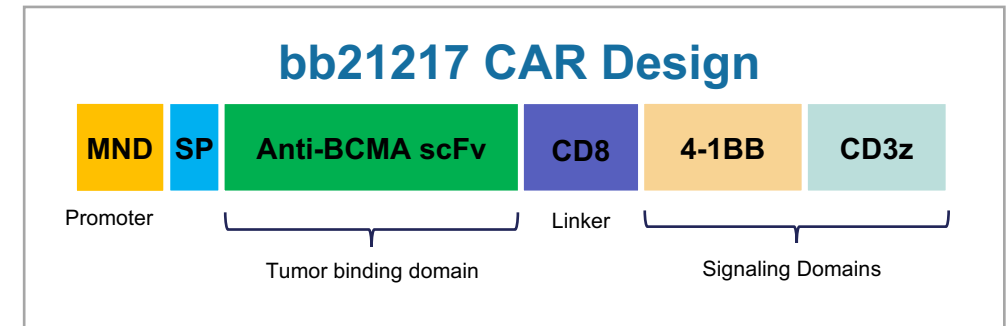 bb21217 CAR Design
MND SP Anti-BCMA scFv CD8 4-1BB CD3z
Promoter Linker
Tumor binding domain Signaling Domains